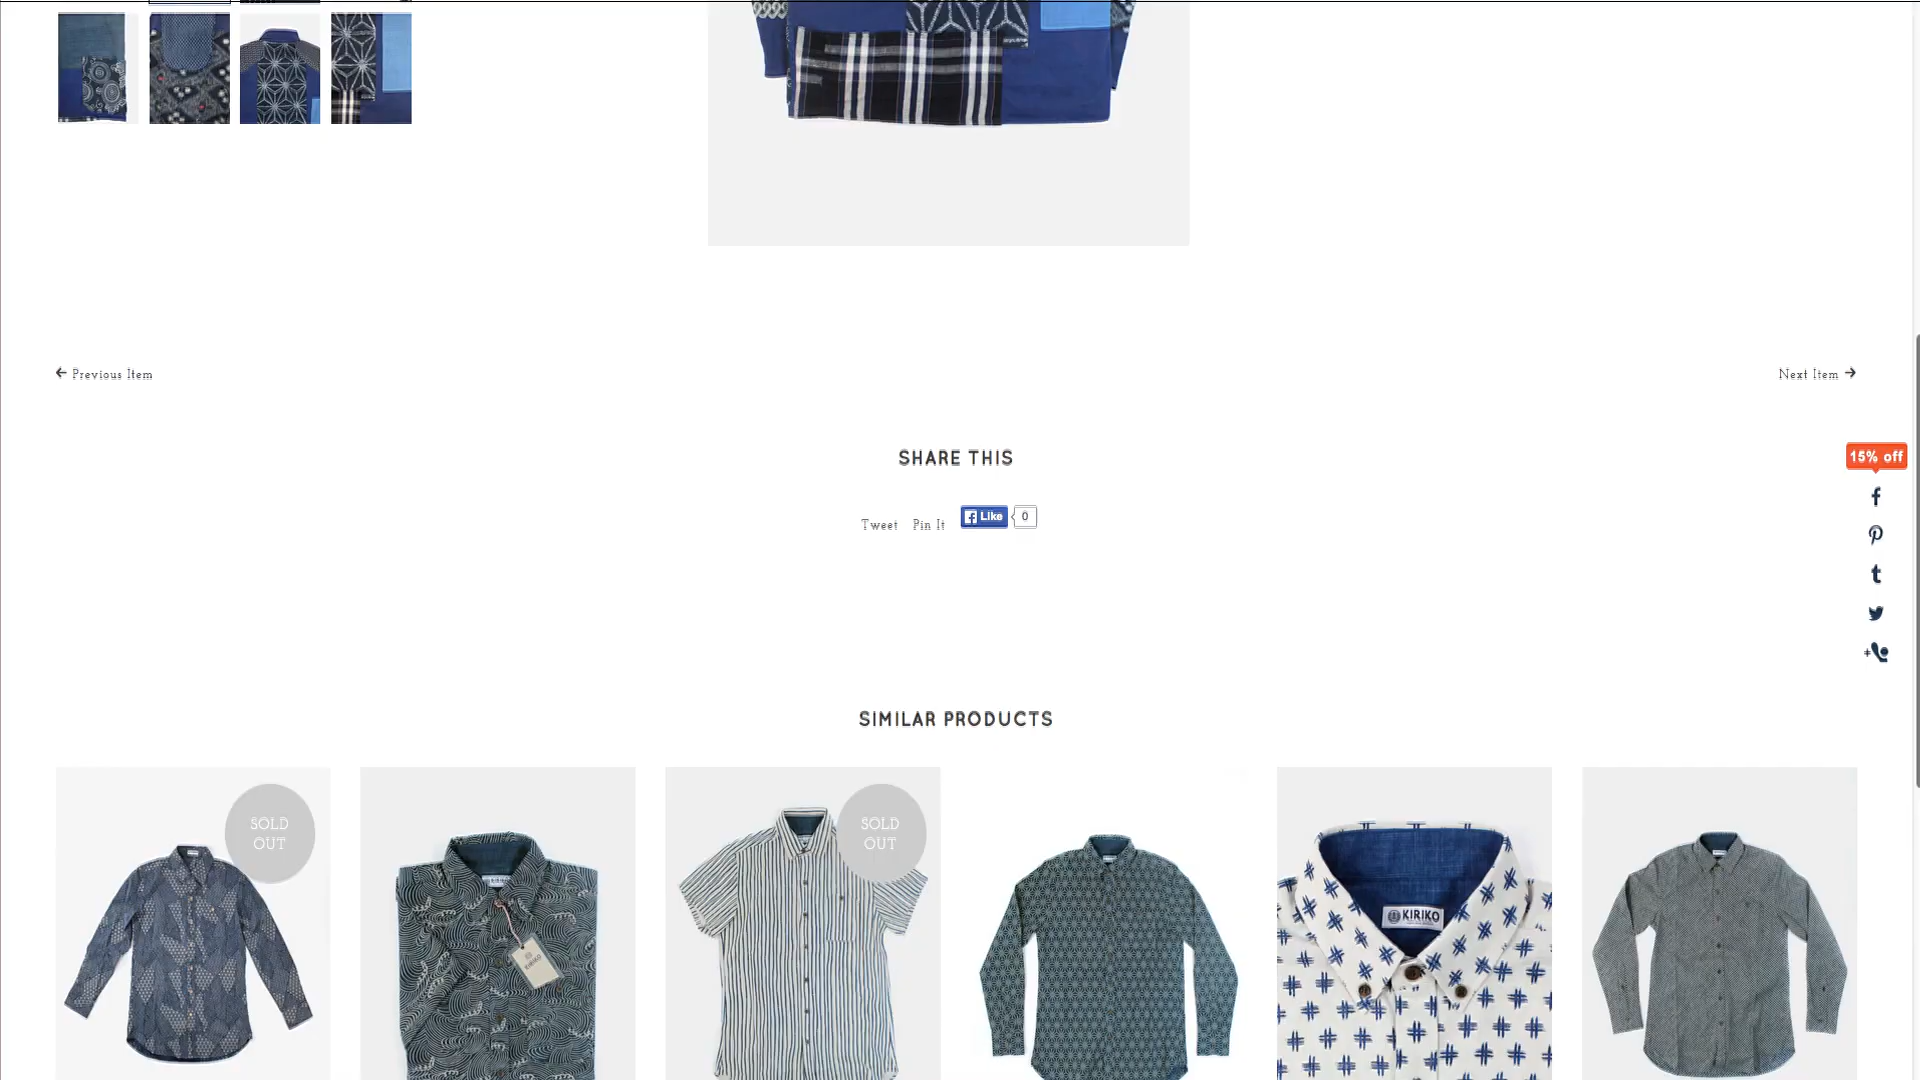 Previous Item
Next Item
SHARE THIS
15% off
Tweet Pin It Like 0
SIMILAR PRODUCTS
SOLD
OUT
SOLD
OUT
KIRIKO
KIRIKO